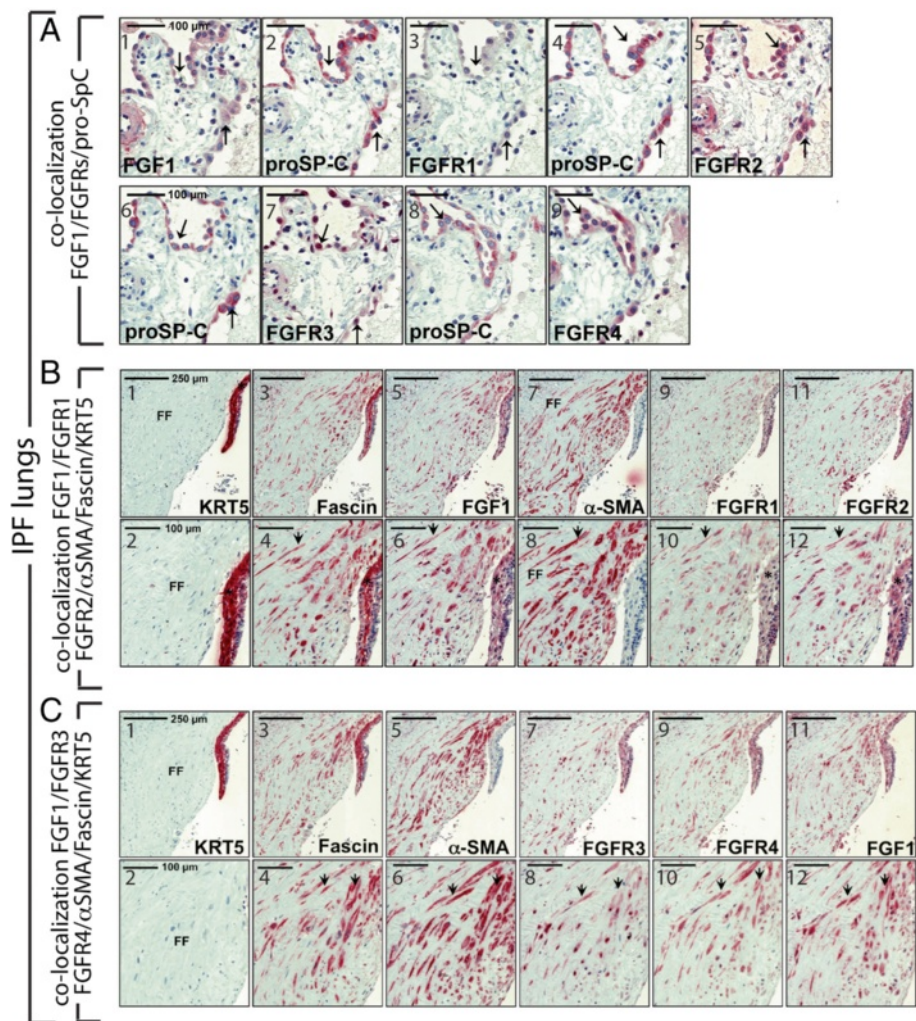 IPF lungs
A
co-localization
FGF1/FGFRs/pro-SpC
1 100 μm
FGF1
2
proSP-C
3
FGFR1
4
proSP-C
5
FGFR2
6 100 μm
proSP-C
7
FGFR3
8
proSP-C
9
FGFR4
B
co-localization FGF1/FGFR1
FGFR2/αSMA/Fascin/KRT5
1 250 μm
FF
KRT5
3
Fascin
5
FGF1
7
FF
α-SMA
9
FGFR1
11
FGFR2
2 100 μm
FF
*
4
*
6
*
8
FF
10
*
12
*
C
co-localization FGF1/FGFR3
FGFR4/αSMA/Fascin/KRT5
1 250 μm
FF
KRT5
3
Fascin
5
α-SMA
7
FGFR3
9
FGFR4
11
FGF1
2 100 μm
FF
4
6
8
10
12